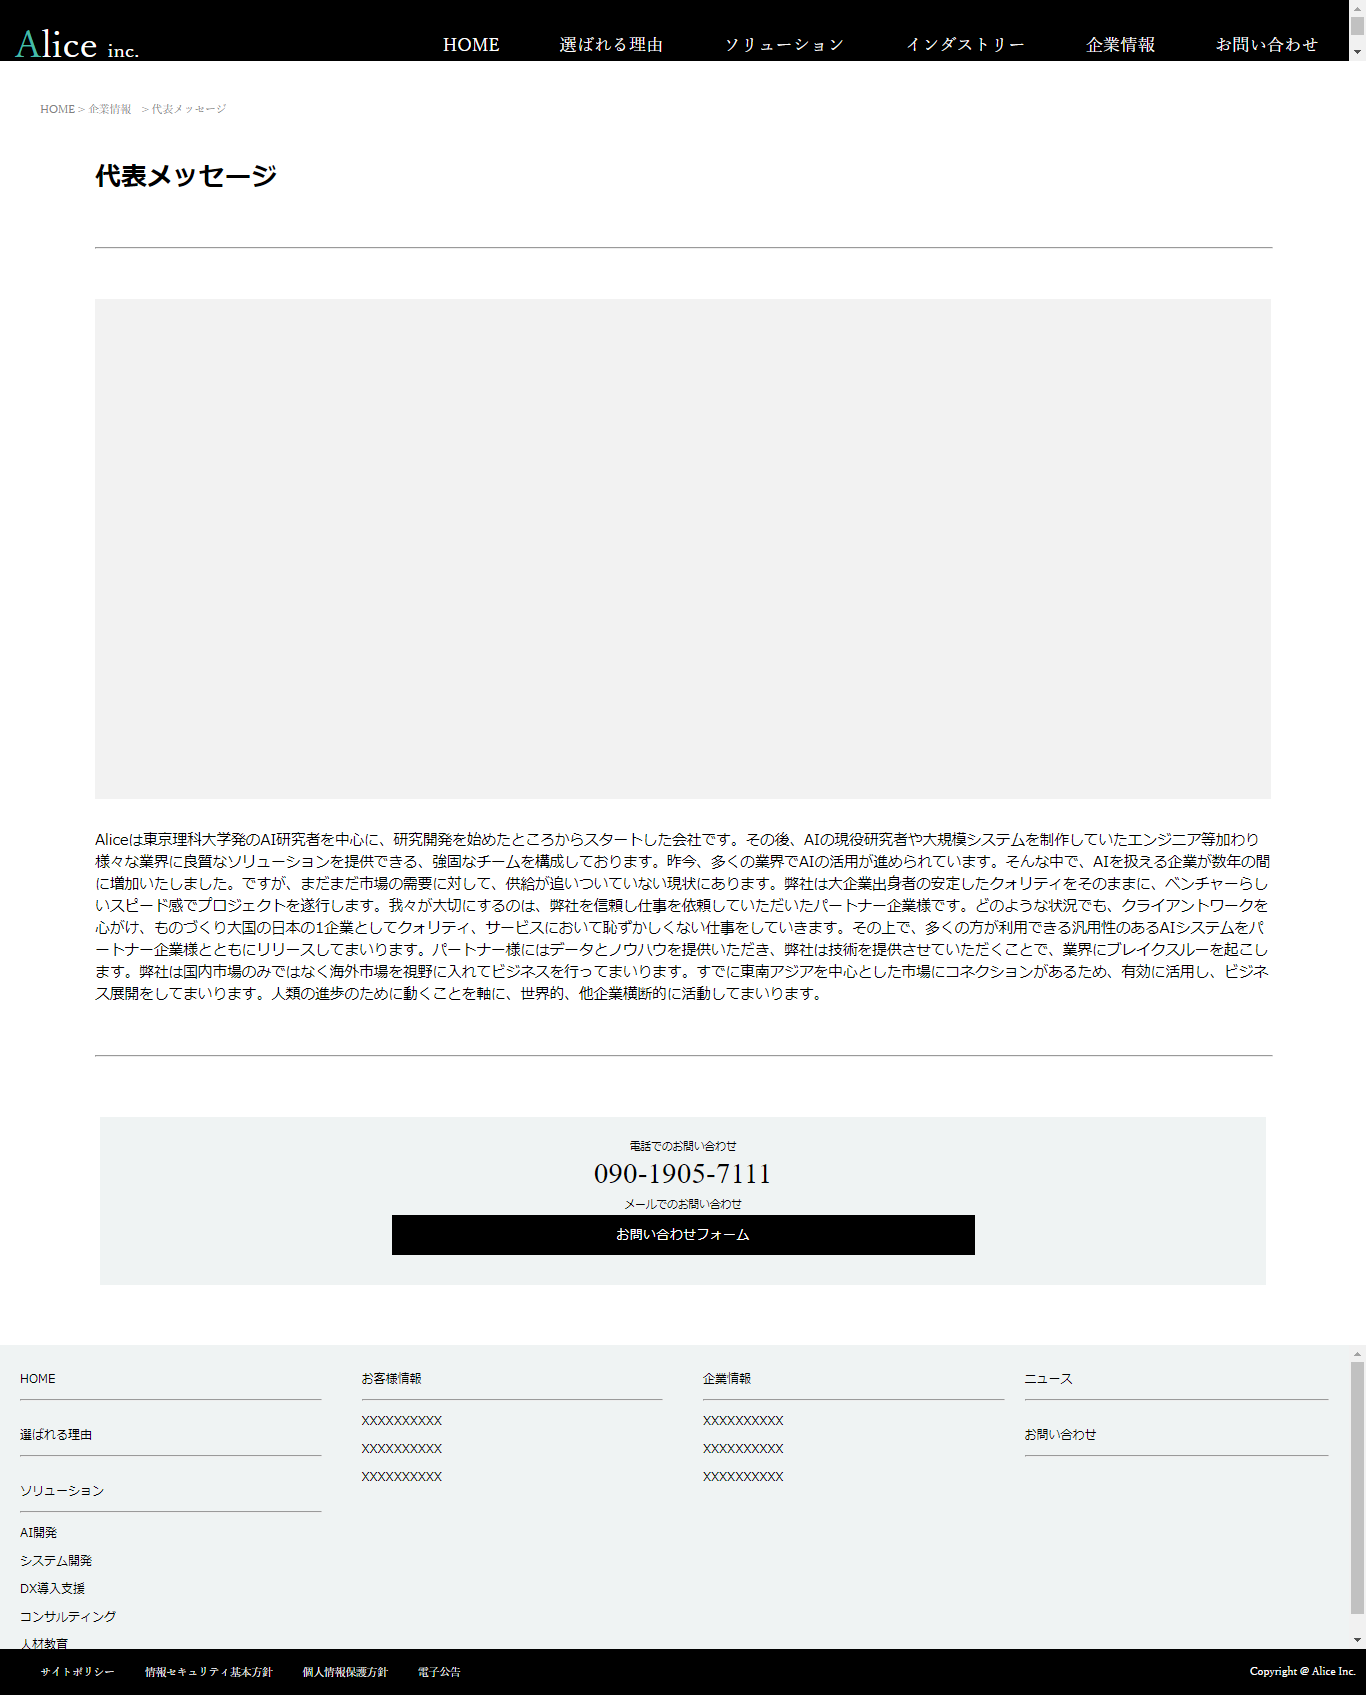 Alice inc.
HOME 選ばれる理由 ソリューション インダストリー 企業情報 お問い合わせ
HOME > 企業情報 > 代表メッセージ
代表メッセージ
Aliceは東京理科大学発のAI研究者を中心に、研究開発を始めたところからスタートした会社です。その後、AIの現役研究者や大規模システムを制作していたエンジニア等加わり
様々な業界に良質なソリューションを提供できる、強固なチームを構成しております。昨今、多くの業界でAIの活用が進められています。そんな中で、AIを扱える企業が数年の間
に増加いたしました。ですが、まだまだ市場の需要に対して、供給が追いついていない現状にあります。弊社は大企業出身者の安定したクォリティをそのままに、ベンチャーらし
いスピード感でプロジェクトを遂行します。我々が大切にするのは、弊社を信頼し仕事を依頼していただいたパートナー企業様です。どのような状況でも、クライアントワークを
心がけ、ものづくり大国の日本の1企業としてクォリティ、サービスにおいて恥ずかしくない仕事をしていきます。その上で、多くの方が利用できる汎用性のあるAIシステムをパ
ートナー企業様とともにリリースしてまいります。パートナー様にはデータとノウハウを提供いただき、弊社は技術を提供させていただくことで、業界にブレイクスルーを起こし
ます。弊社は国内市場のみではなく海外市場を視野に入れてビジネスを行ってまいります。すでに東南アジアを中心とした市場にコネクションがあるため、有効に活用し、ビジネ
ス展開をしてまいります。人類の進歩のために動くことを軸に、世界的、他企業横断的に活動してまいります。
電話でのお問い合わせ
090-1905-7111
メールでのお問い合わせ
お問い合わせフォーム
HOME
選ばれる理由
ソリューション
AI開発
システム開発
DX導入支援
コンサルティング
人材教育
お客様情報
XXXXXXXXXX
XXXXXXXXXX
XXXXXXXXXX
企業情報
XXXXXXXXXX
XXXXXXXXXX
XXXXXXXXXX
ニュース
お問い合わせ
サイトポリシー 情報セキュリティ基本方針 個人情報保護方針 電子公告
Copyright @ Alice Inc.